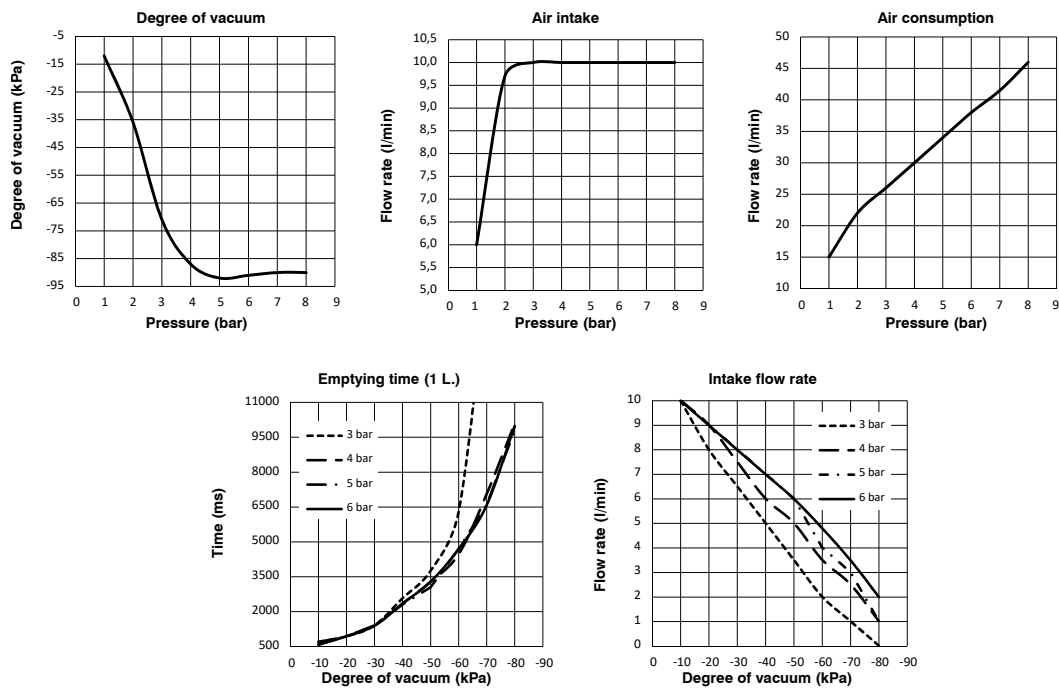 Degree of vacuum
Degree of vacuum (kPa)
-5
-15
-25
-35
-45
-55
-65
-75
-85
-95
0 1 2 3 4 5 6 7 8 9
Pressure (bar)
Air intake
Flow rate (l/min)
10,5
10,0
9,5
9,0
8,5
8,0
7,5
7,0
6,5
6,0
5,5
5,0
0 1 2 3 4 5 6 7 8 9
Pressure (bar)
Air consumption
Flow rate (l/min)
50
45
40
35
30
25
20
15
10
0 1 2 3 4 5 6 7 8 9
Pressure (bar)
Emptying time (1 L.)
Time (ms)
11000
9500
8000
6500
5000
3500
2000
500
3 bar
4 bar
5 bar
6 bar
0 -10 -20 -30 -40 -50 -60 -70 -80 -90
Degree of vacuum (kPa)
Intake flow rate
Flow rate (l/min)
10
9
8
7
6
5
4
3
2
1
0
3 bar
4 bar
5 bar
6 bar
0 -10 -20 -30 -40 -50 -60 -70 -80 -90
Degree of vacuum (kPa)